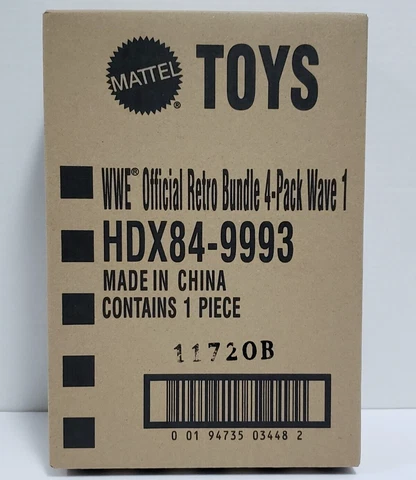 MATTEL® TOYS
WWE® Official Retro Bundle 4-Pack Wave 1
HDX84-9993
MADE IN CHINA
CONTAINS 1 PIECE
11720B
0 01 94735 03448 2